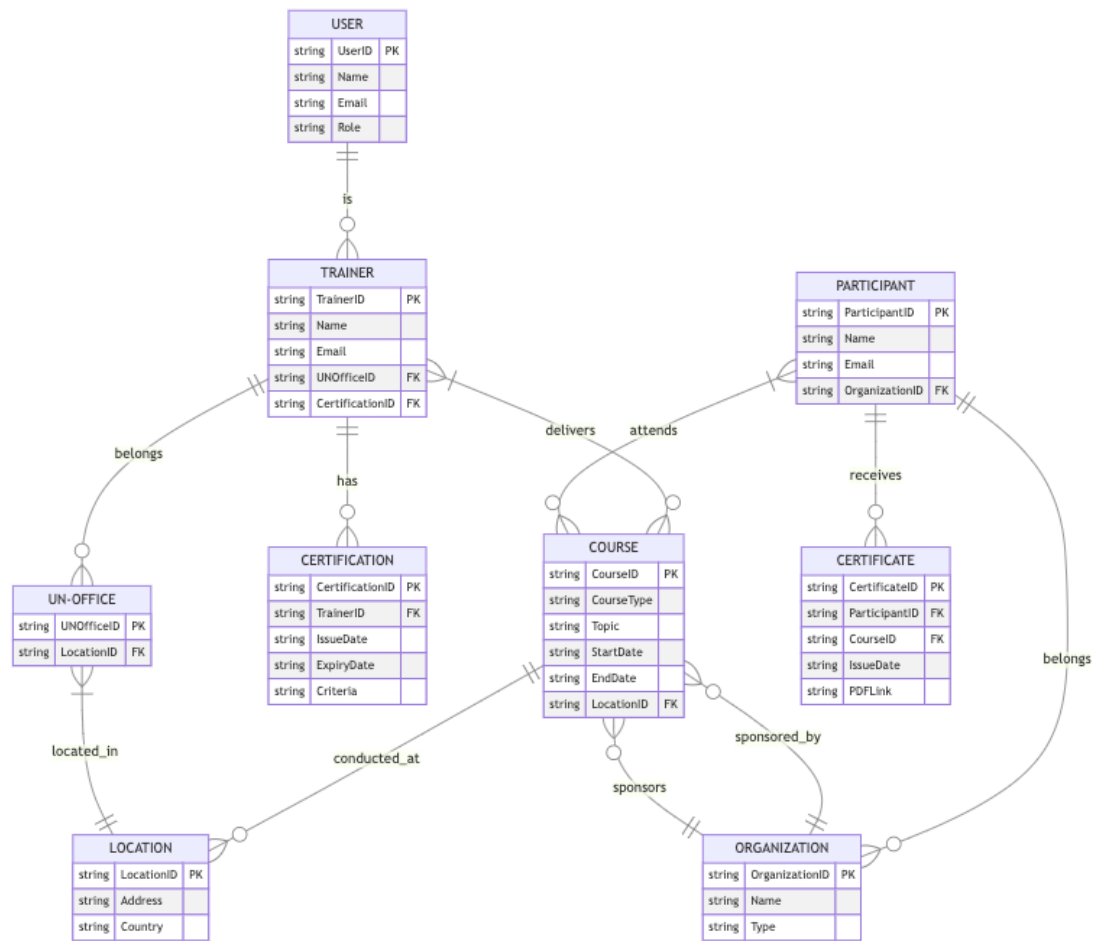 USER
string UserID PK
string Name
string Email
string Role
is
TRAINER
string TrainerID PK
string Name
string Email
string UNOfficeID FK
string CertificationID FK
PARTICIPANT
string ParticipantID PK
string Name
string Email
string OrganizationID FK
belongs
delivers
attends
has
receives
CERTIFICATION
string CertificationID PK
string TrainerID FK
string IssueDate
string ExpiryDate
string Criteria
COURSE
string CourseID PK
string CourseType
string Topic
string StartDate
string EndDate
string LocationID FK
CERTIFICATE
string CertificateID PK
string ParticipantID FK
string CourseID FK
string IssueDate
string PDFLink
UN-OFFICE
string UNOfficeID PK
string LocationID FK
belongs
located_in
conducted_at
sponsored_by
sponsors
LOCATION
string LocationID PK
string Address
string Country
ORGANIZATION
string OrganizationID PK
string Name
string Type